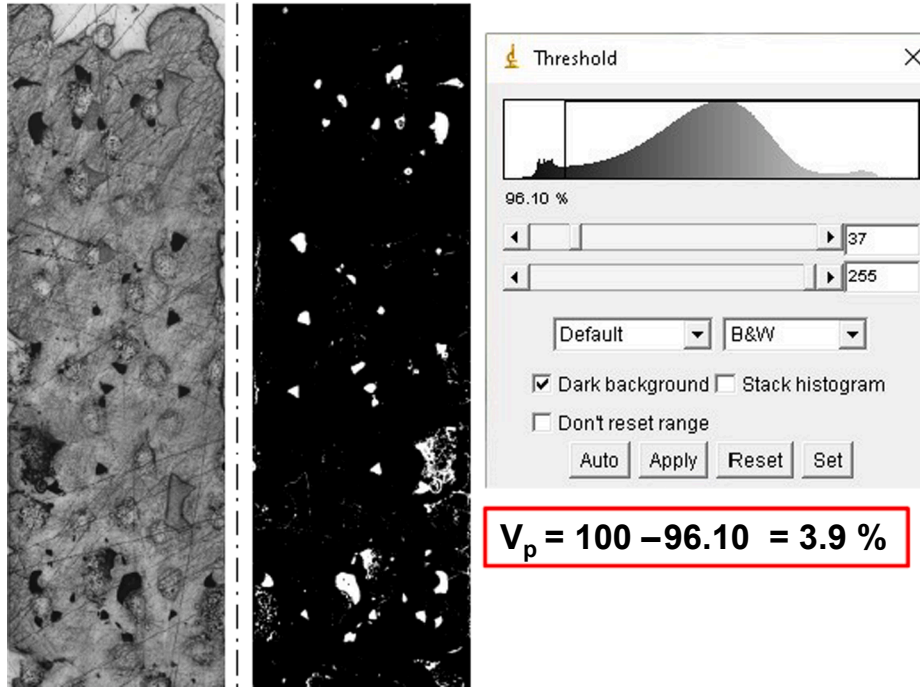 Threshold
96.10 %
37
255
Default B&W
Dark background Stack histogram
Don't reset range
Auto Apply Reset Set
Vp = 100 –96.10 = 3.9 %